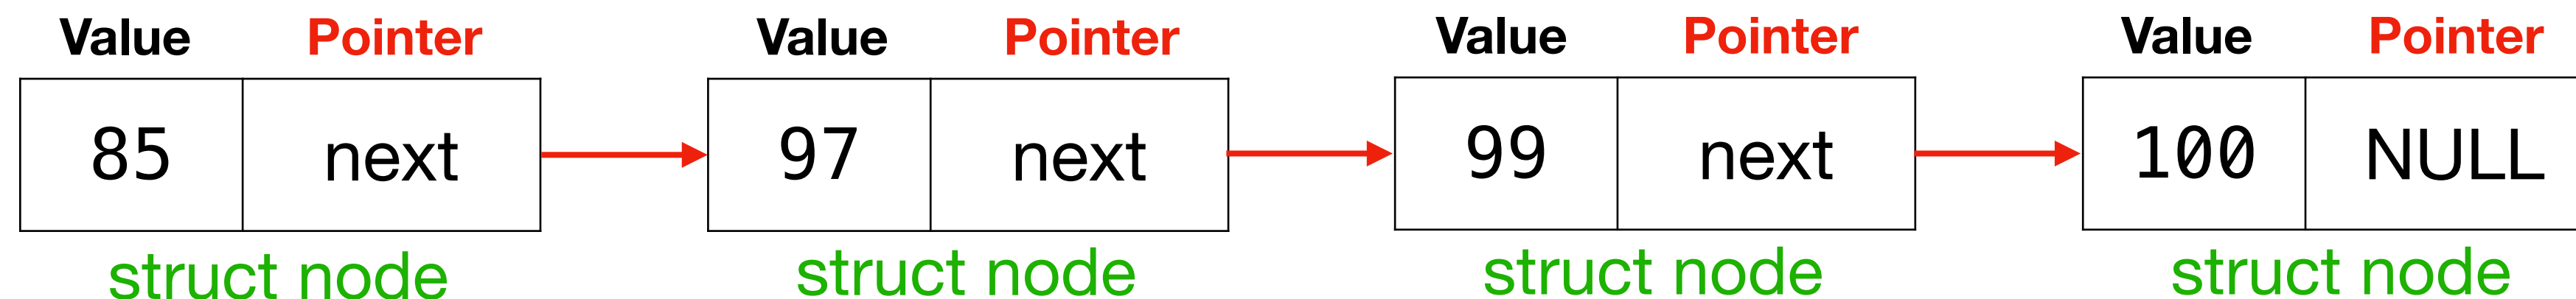 Value Pointer Value Pointer Value Pointer Value Pointer
85 next 97 next 99 next 100 NULL
struct node struct node struct node struct node